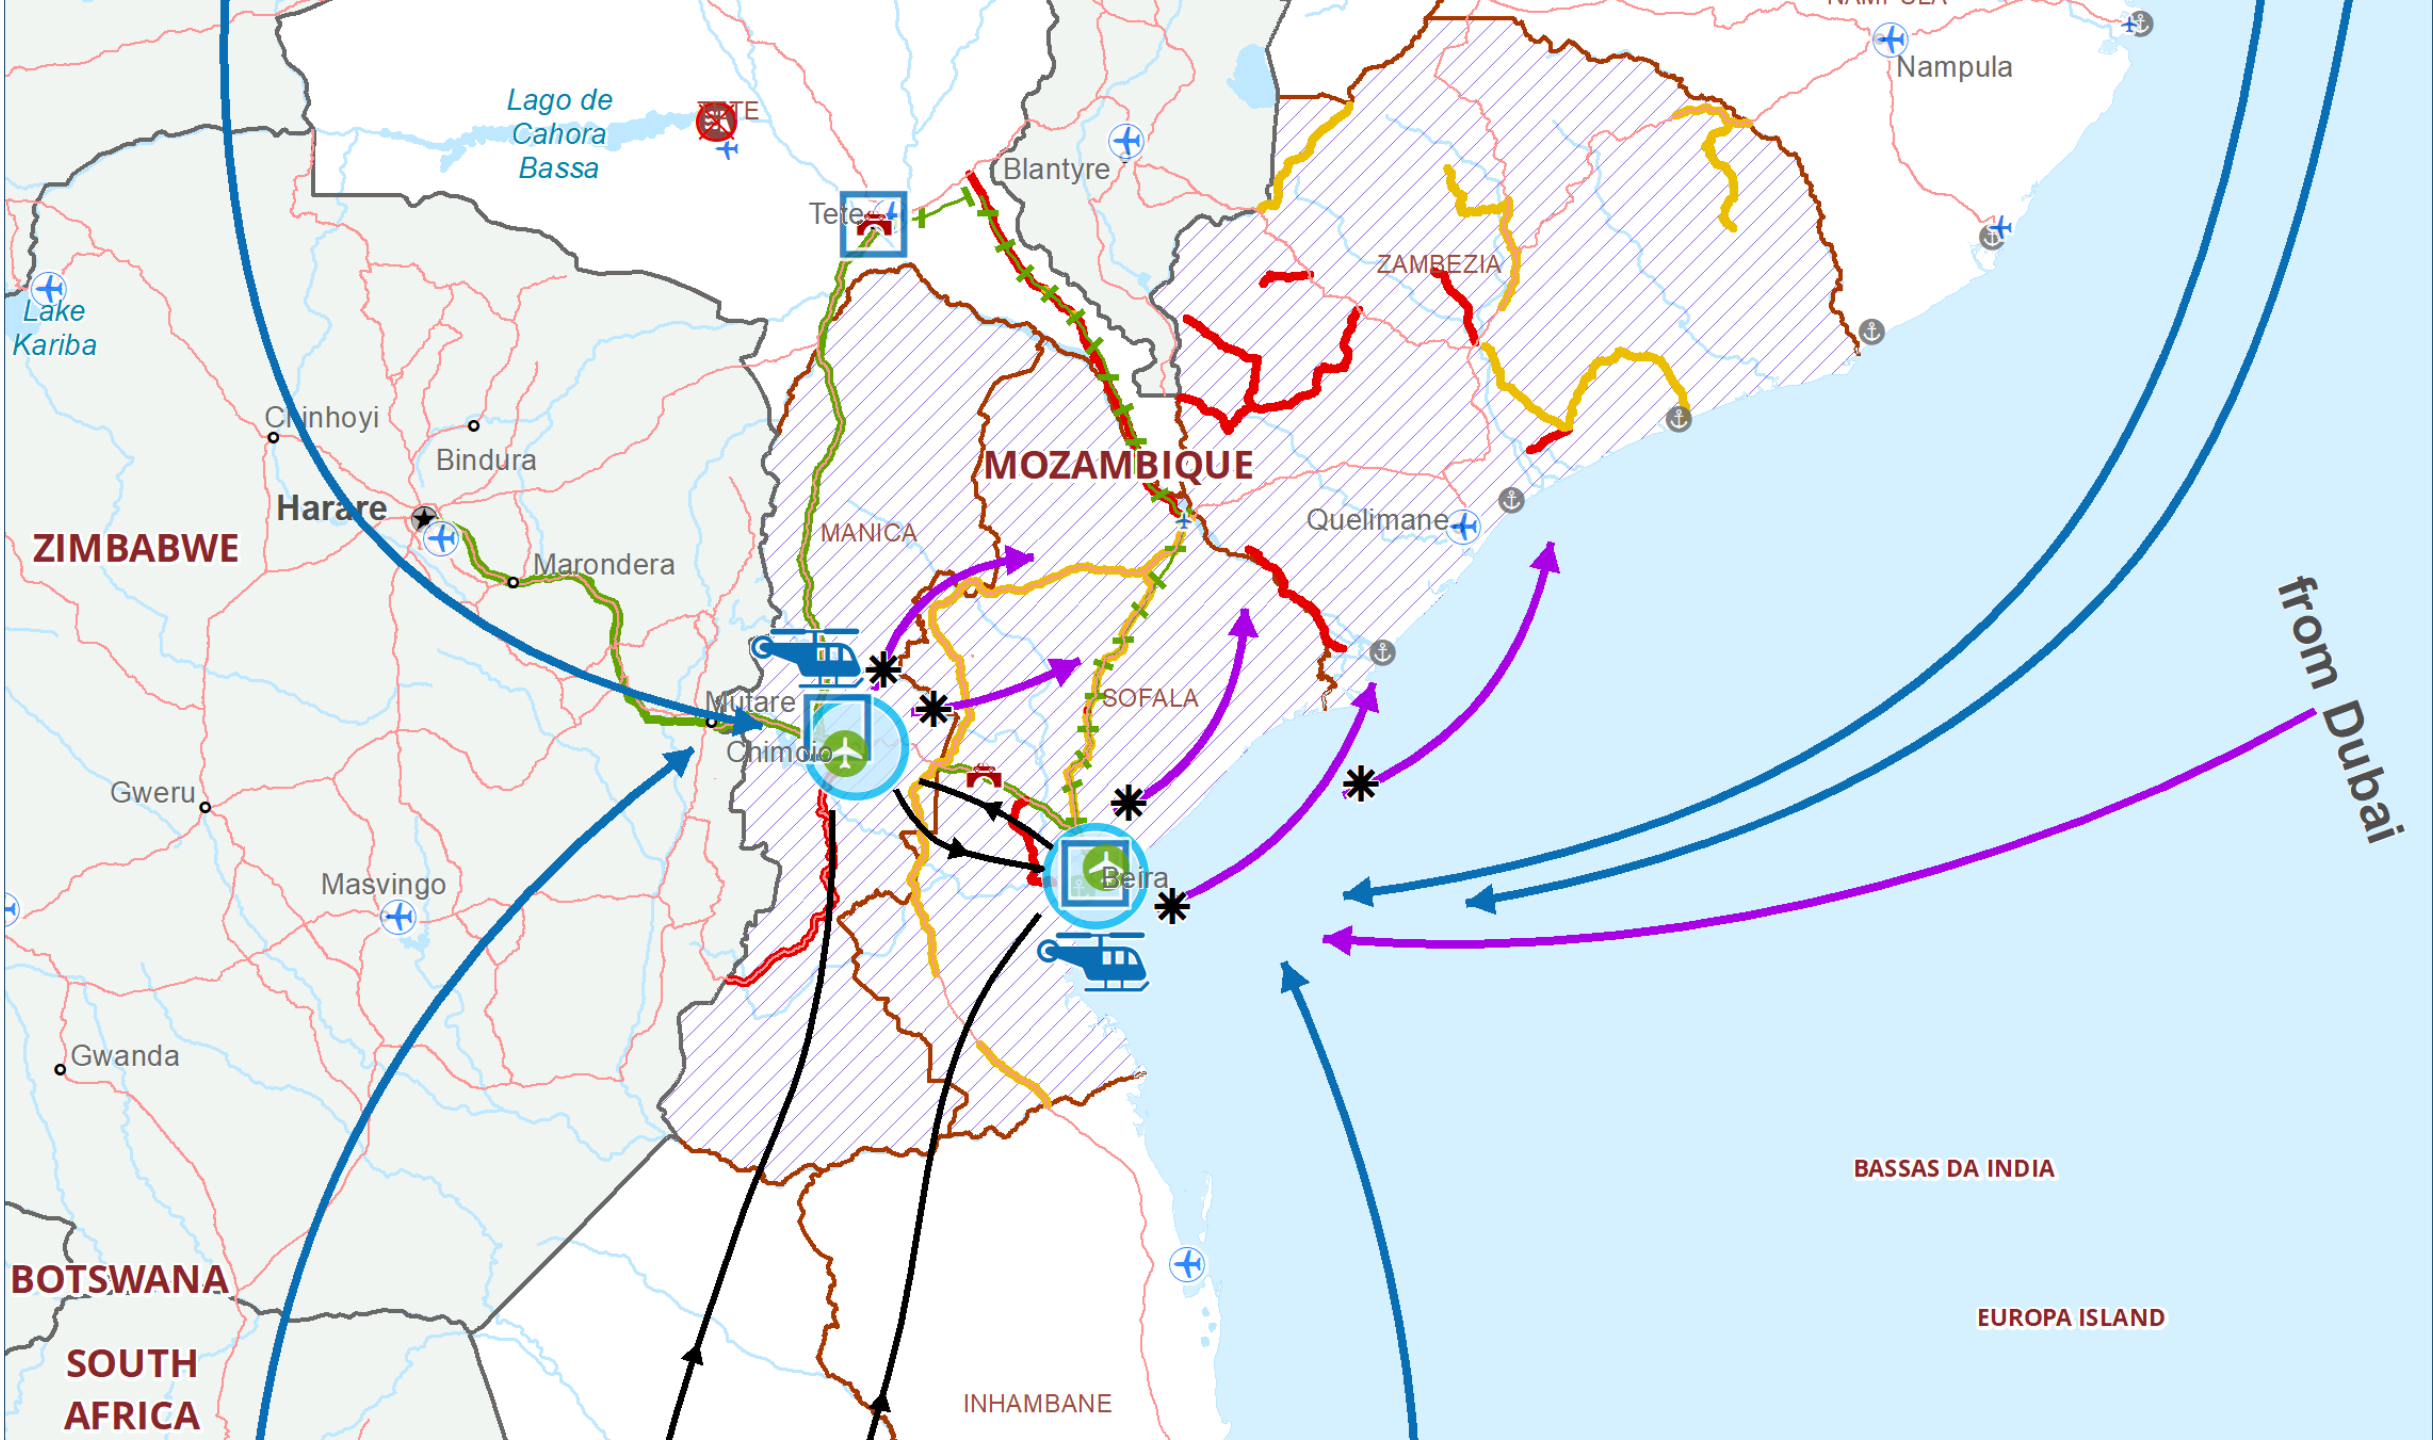 NAMPULA
Nampula
Lago de
Cahora
Bassa
Blantyre
Tete
ZAMBEZIA
Lake
Kariba
Chinhoyi
Bindura
MOZAMBIQUE
Harare
MANICA
Quelimane
ZIMBABWE
Marondera
from Dubai
Mutare
SOFALA
Chimoio
Gweru
Masvingo
Beira
Gwanda
BASSAS DA INDIA
BOTSWANA
EUROPA ISLAND
SOUTH
AFRICA
INHAMBANE